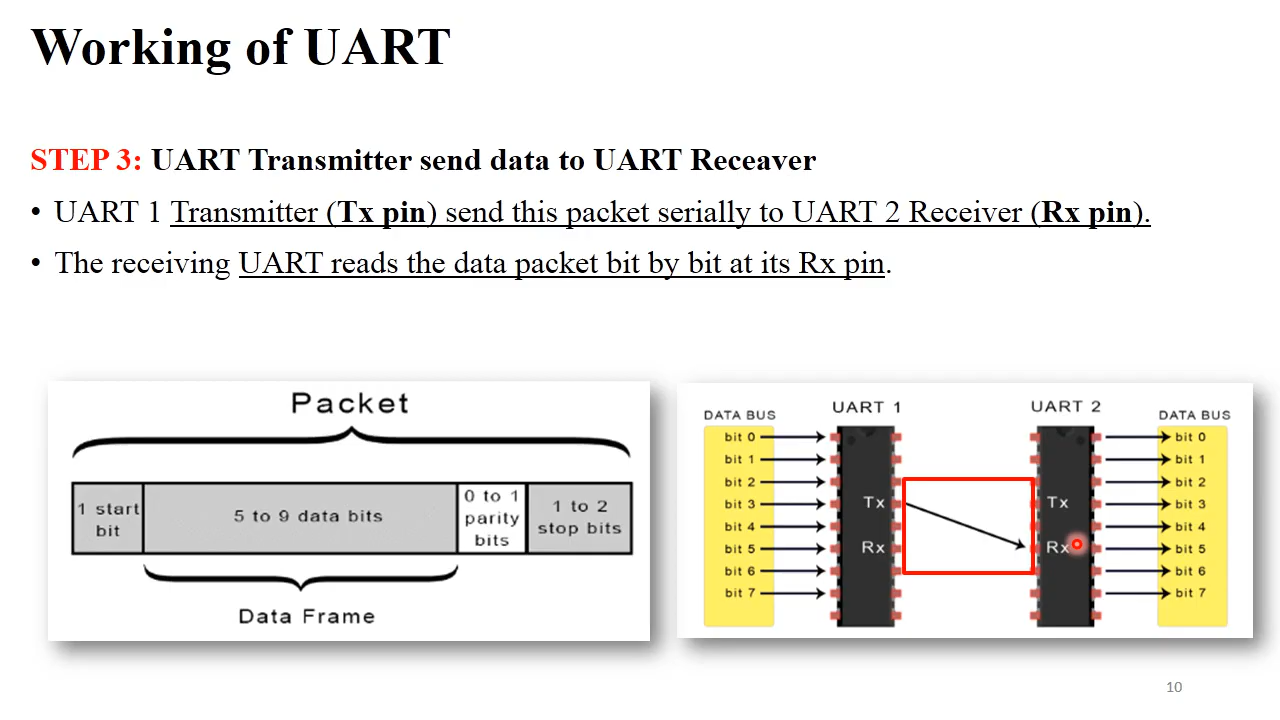 Working of UART
STEP 3: UART Transmitter send data to UART Receaver
• UART 1 Transmitter (Tx pin) send this packet serially to UART 2 Receiver (Rx pin).
• The receiving UART reads the data packet bit by bit at its Rx pin.
Packet
1 start
bit
5 to 9 data bits
0 to 1
parity
bits
1 to 2
stop bits
Data Frame
DATA BUS
UART 1
UART 2
DATA BUS
bit 0
bit 1
bit 2
bit 3
bit 4
bit 5
bit 6
bit 7
Tx
Rx
Tx
Rx
bit 0
bit 1
bit 2
bit 3
bit 4
bit 5
bit 6
bit 7
10